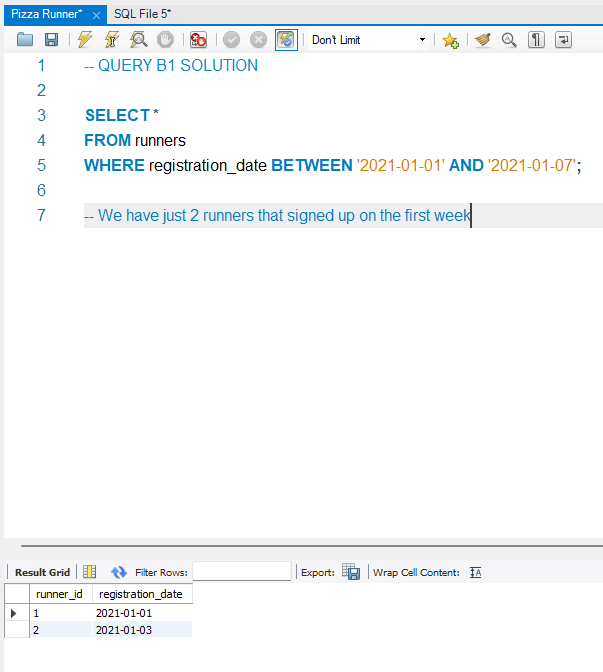 Pizza Runner* × SQL File 5*
Don't Limit
1 -- QUERY B1 SOLUTION
2
3 SELECT *
4 FROM runners
5 WHERE registration_date BETWEEN '2021-01-01' AND '2021-01-07';
6
7 -- We have just 2 runners that signed up on the first week
Result Grid Filter Rows: Export: Wrap Cell Content:
runner_id registration_date
1 2021-01-01
2 2021-01-03